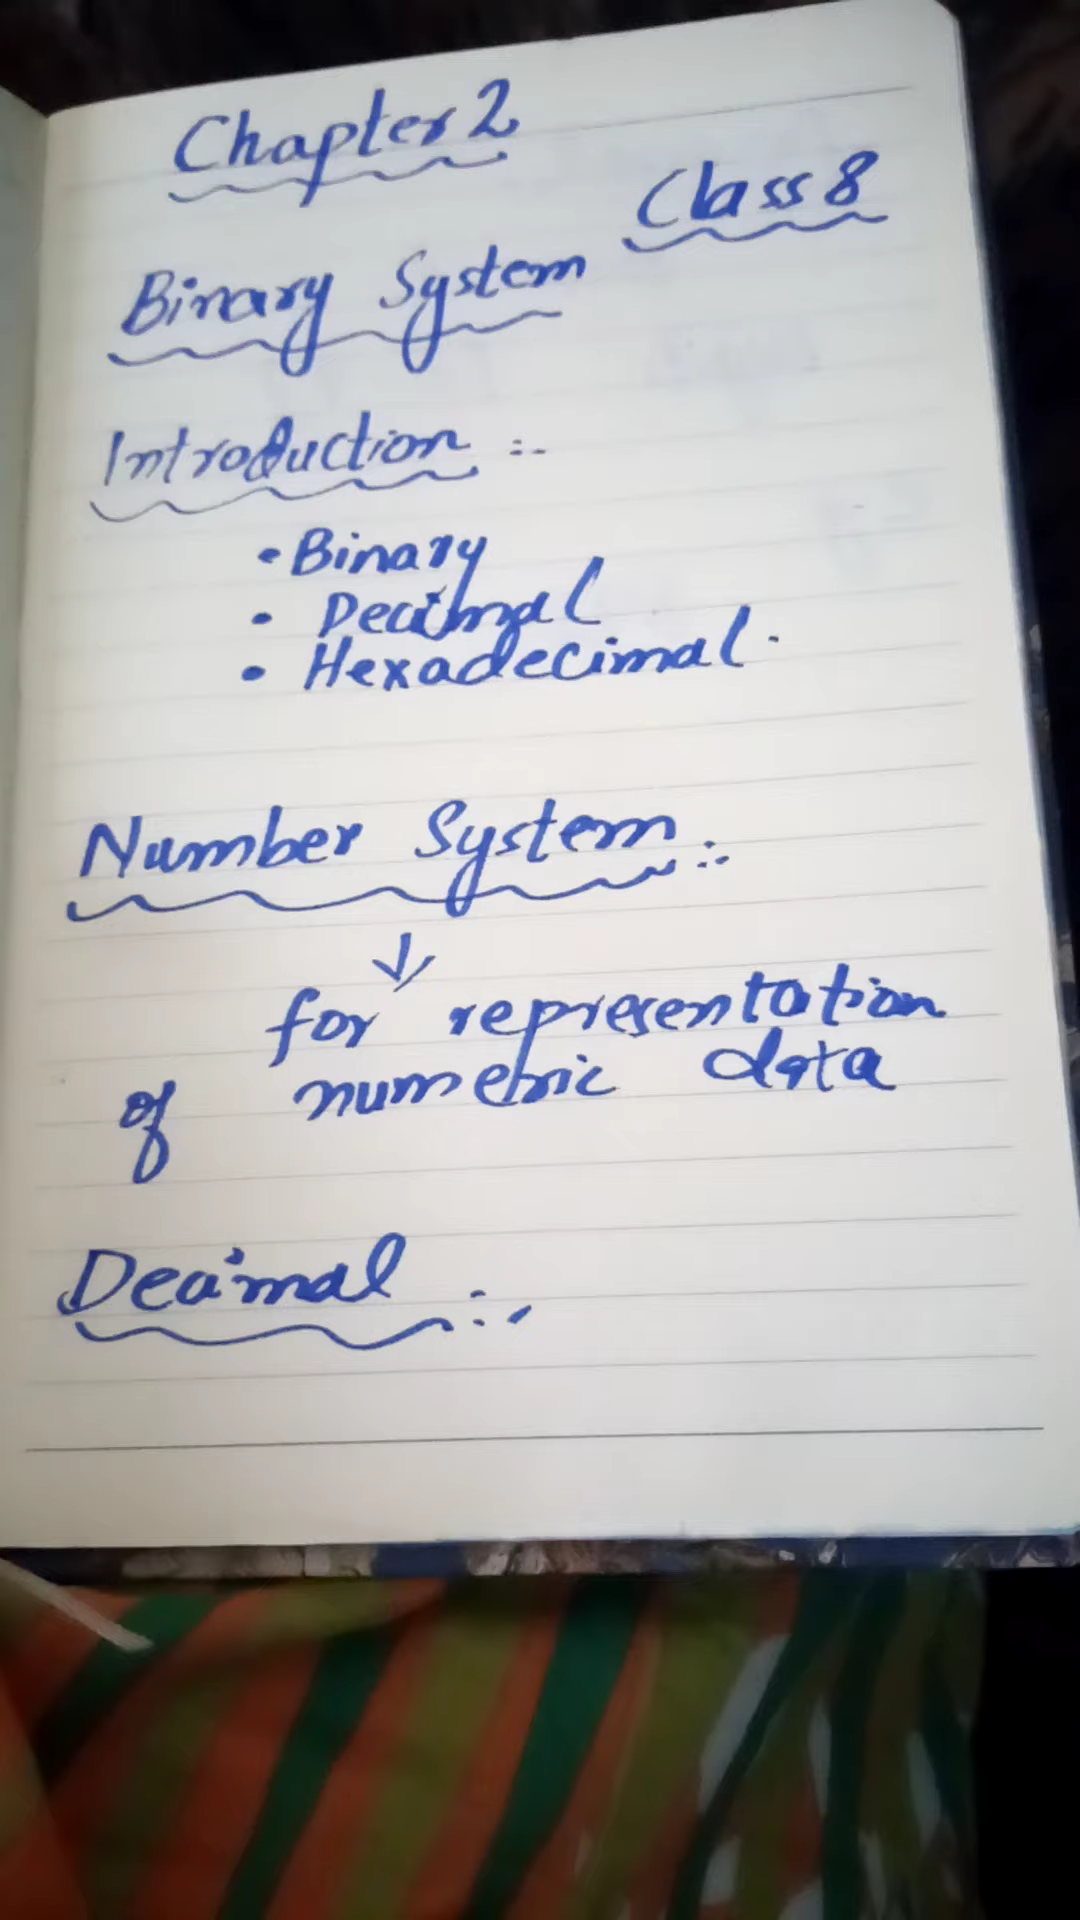 Chapter 2
Class 8
Binary System
Introduction :-
• Binary
• Decimal
• Hexadecimal.
Number System :-
↓
for representation
of numeric data
Decimal :-